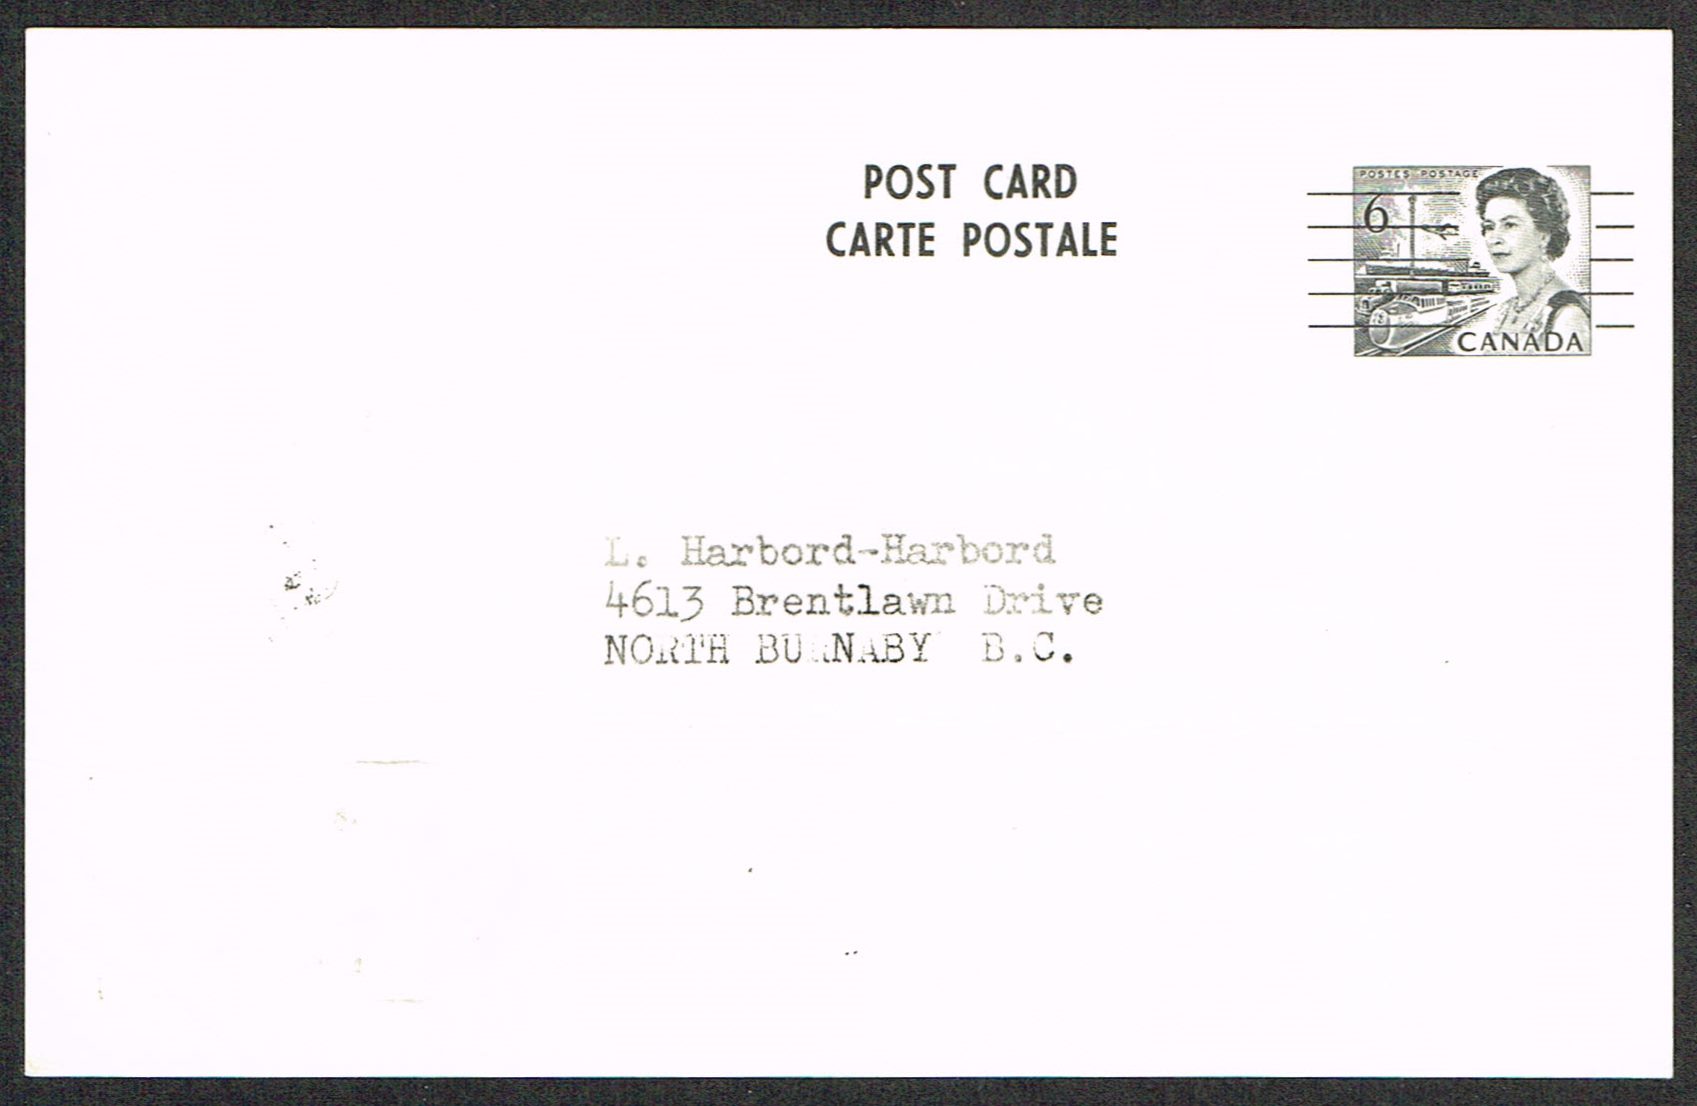 POST CARD
CARTE POSTALE
POSTES POSTAGE
6
CANADA
L. Harbord-Harbord
4613 Brentlawn Drive
NORTH BURNABY B.C.